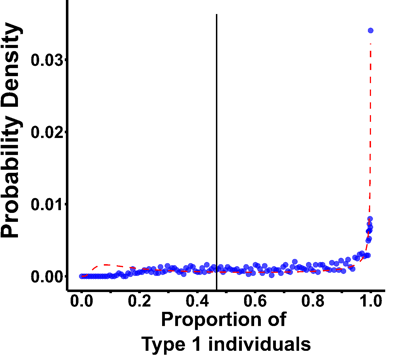 Probability Density
0.03
0.02
0.01
0.00
0.0 0.2 0.4 0.6 0.8 1.0
Proportion of
Type 1 individuals